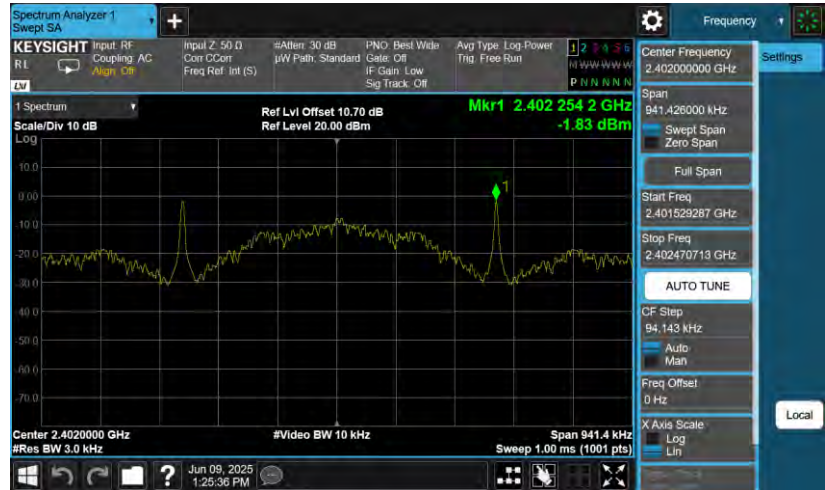 Spectrum Analyzer 1
Swept SA
+
Frequency
KEYSIGHT
RL
LM
Input: RF
Coupling: AC
Align: Off
Input Z: 50 Ω
Corr CCorr
Freq Ref: Int (S)
#Atten: 30 dB
µW Path: Standard
PNO: Best Wide
Gate: Off
IF Gain: Low
Sig Track: Off
Avg Type: Log-Power
Trig: Free Run
1 2 3 4 5 6
M W W W W W
P N N N N N
1 Spectrum
Scale/Div 10 dB
Ref Lvl Offset 10.70 dB
Ref Level 20.00 dBm
Mkr1 2.402 254 2 GHz
-1.83 dBm
Log
10.0
0.00
-10.0
-20.0
-30.0
-40.0
-50.0
-60.0
-70.0
1
Center 2.4020000 GHz
#Res BW 3.0 kHz
#Video BW 10 kHz
Span 941.4 kHz
Sweep 1.00 ms (1001 pts)
Jun 09, 2025
1:25:36 PM
?
Center Frequency
2.402000000 GHz
Span
941.426000 kHz
Swept Span
Zero Span
Full Span
Start Freq
2.401529287 GHz
Stop Freq
2.402470713 GHz
AUTO TUNE
CF Step
94.143 kHz
Auto
Man
Freq Offset
0 Hz
X Axis Scale
Log
Lin
Settings
Local